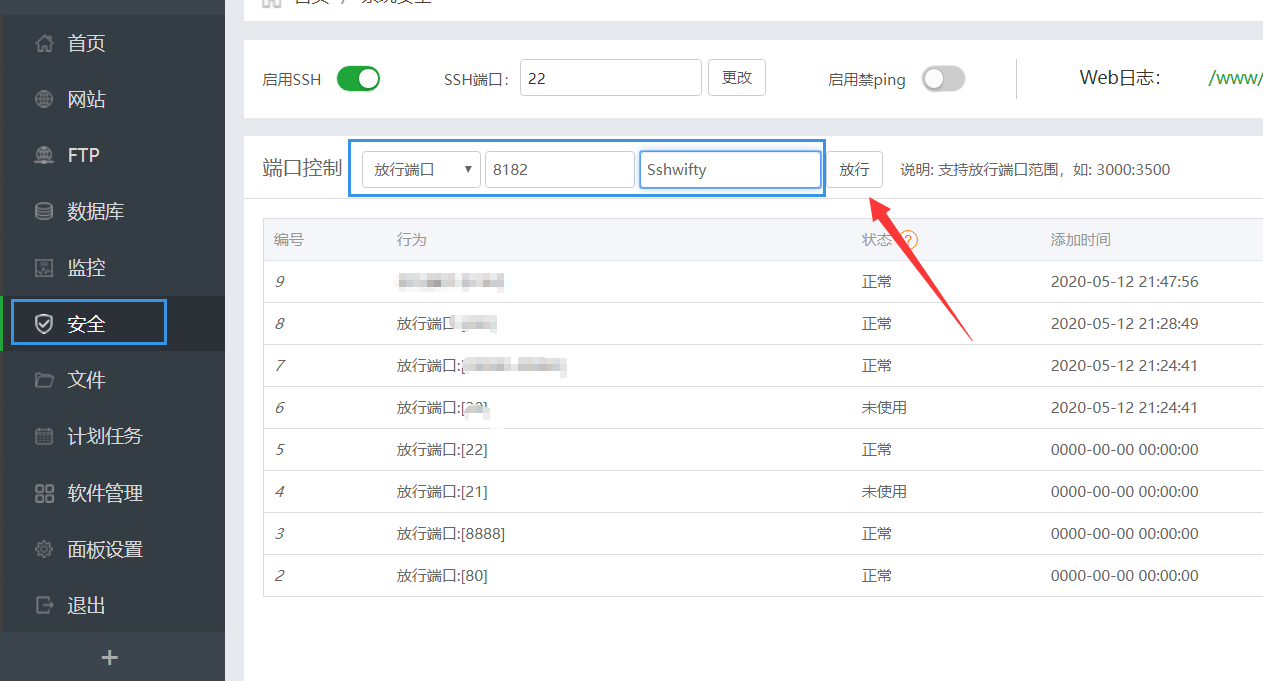 首页 / 系统安全
首页
网站
FTP
数据库
监控
安全
文件
计划任务
软件管理
面板设置
退出
+
启用SSH SSH端口: 22 更改 启用禁ping Web日志: /www/
端口控制 放行端口 8182 Sshwifty 放行 说明: 支持放行端口范围，如: 3000:3500
编号 行为 状态 ? 添加时间
9 正常 2020-05-12 21:47:56
8 放行端口 正常 2020-05-12 21:28:49
7 放行端口:[ 正常 2020-05-12 21:24:41
6 放行端口:[ 未使用 2020-05-12 21:24:41
5 放行端口:[22] 正常 0000-00-00 00:00:00
4 放行端口:[21] 未使用 0000-00-00 00:00:00
3 放行端口:[8888] 正常 0000-00-00 00:00:00
2 放行端口:[80] 正常 0000-00-00 00:00:00